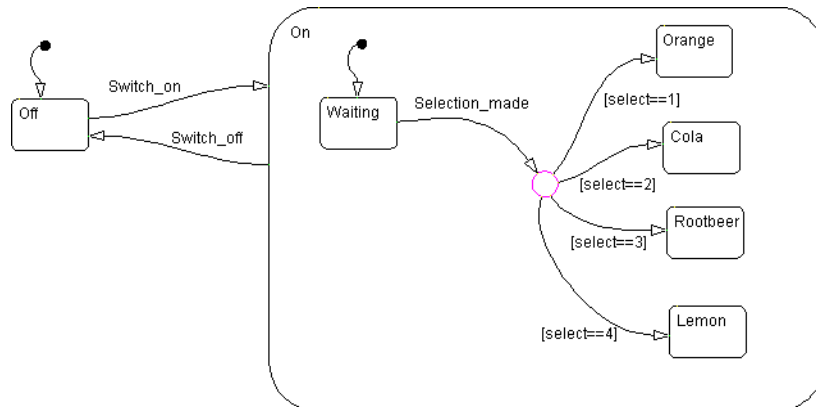 On
Orange
Switch_on
Off
Waiting
Selection_made
[select==1]
Switch_off
Cola
[select==2]
Rootbeer
[select==3]
Lemon
[select==4]